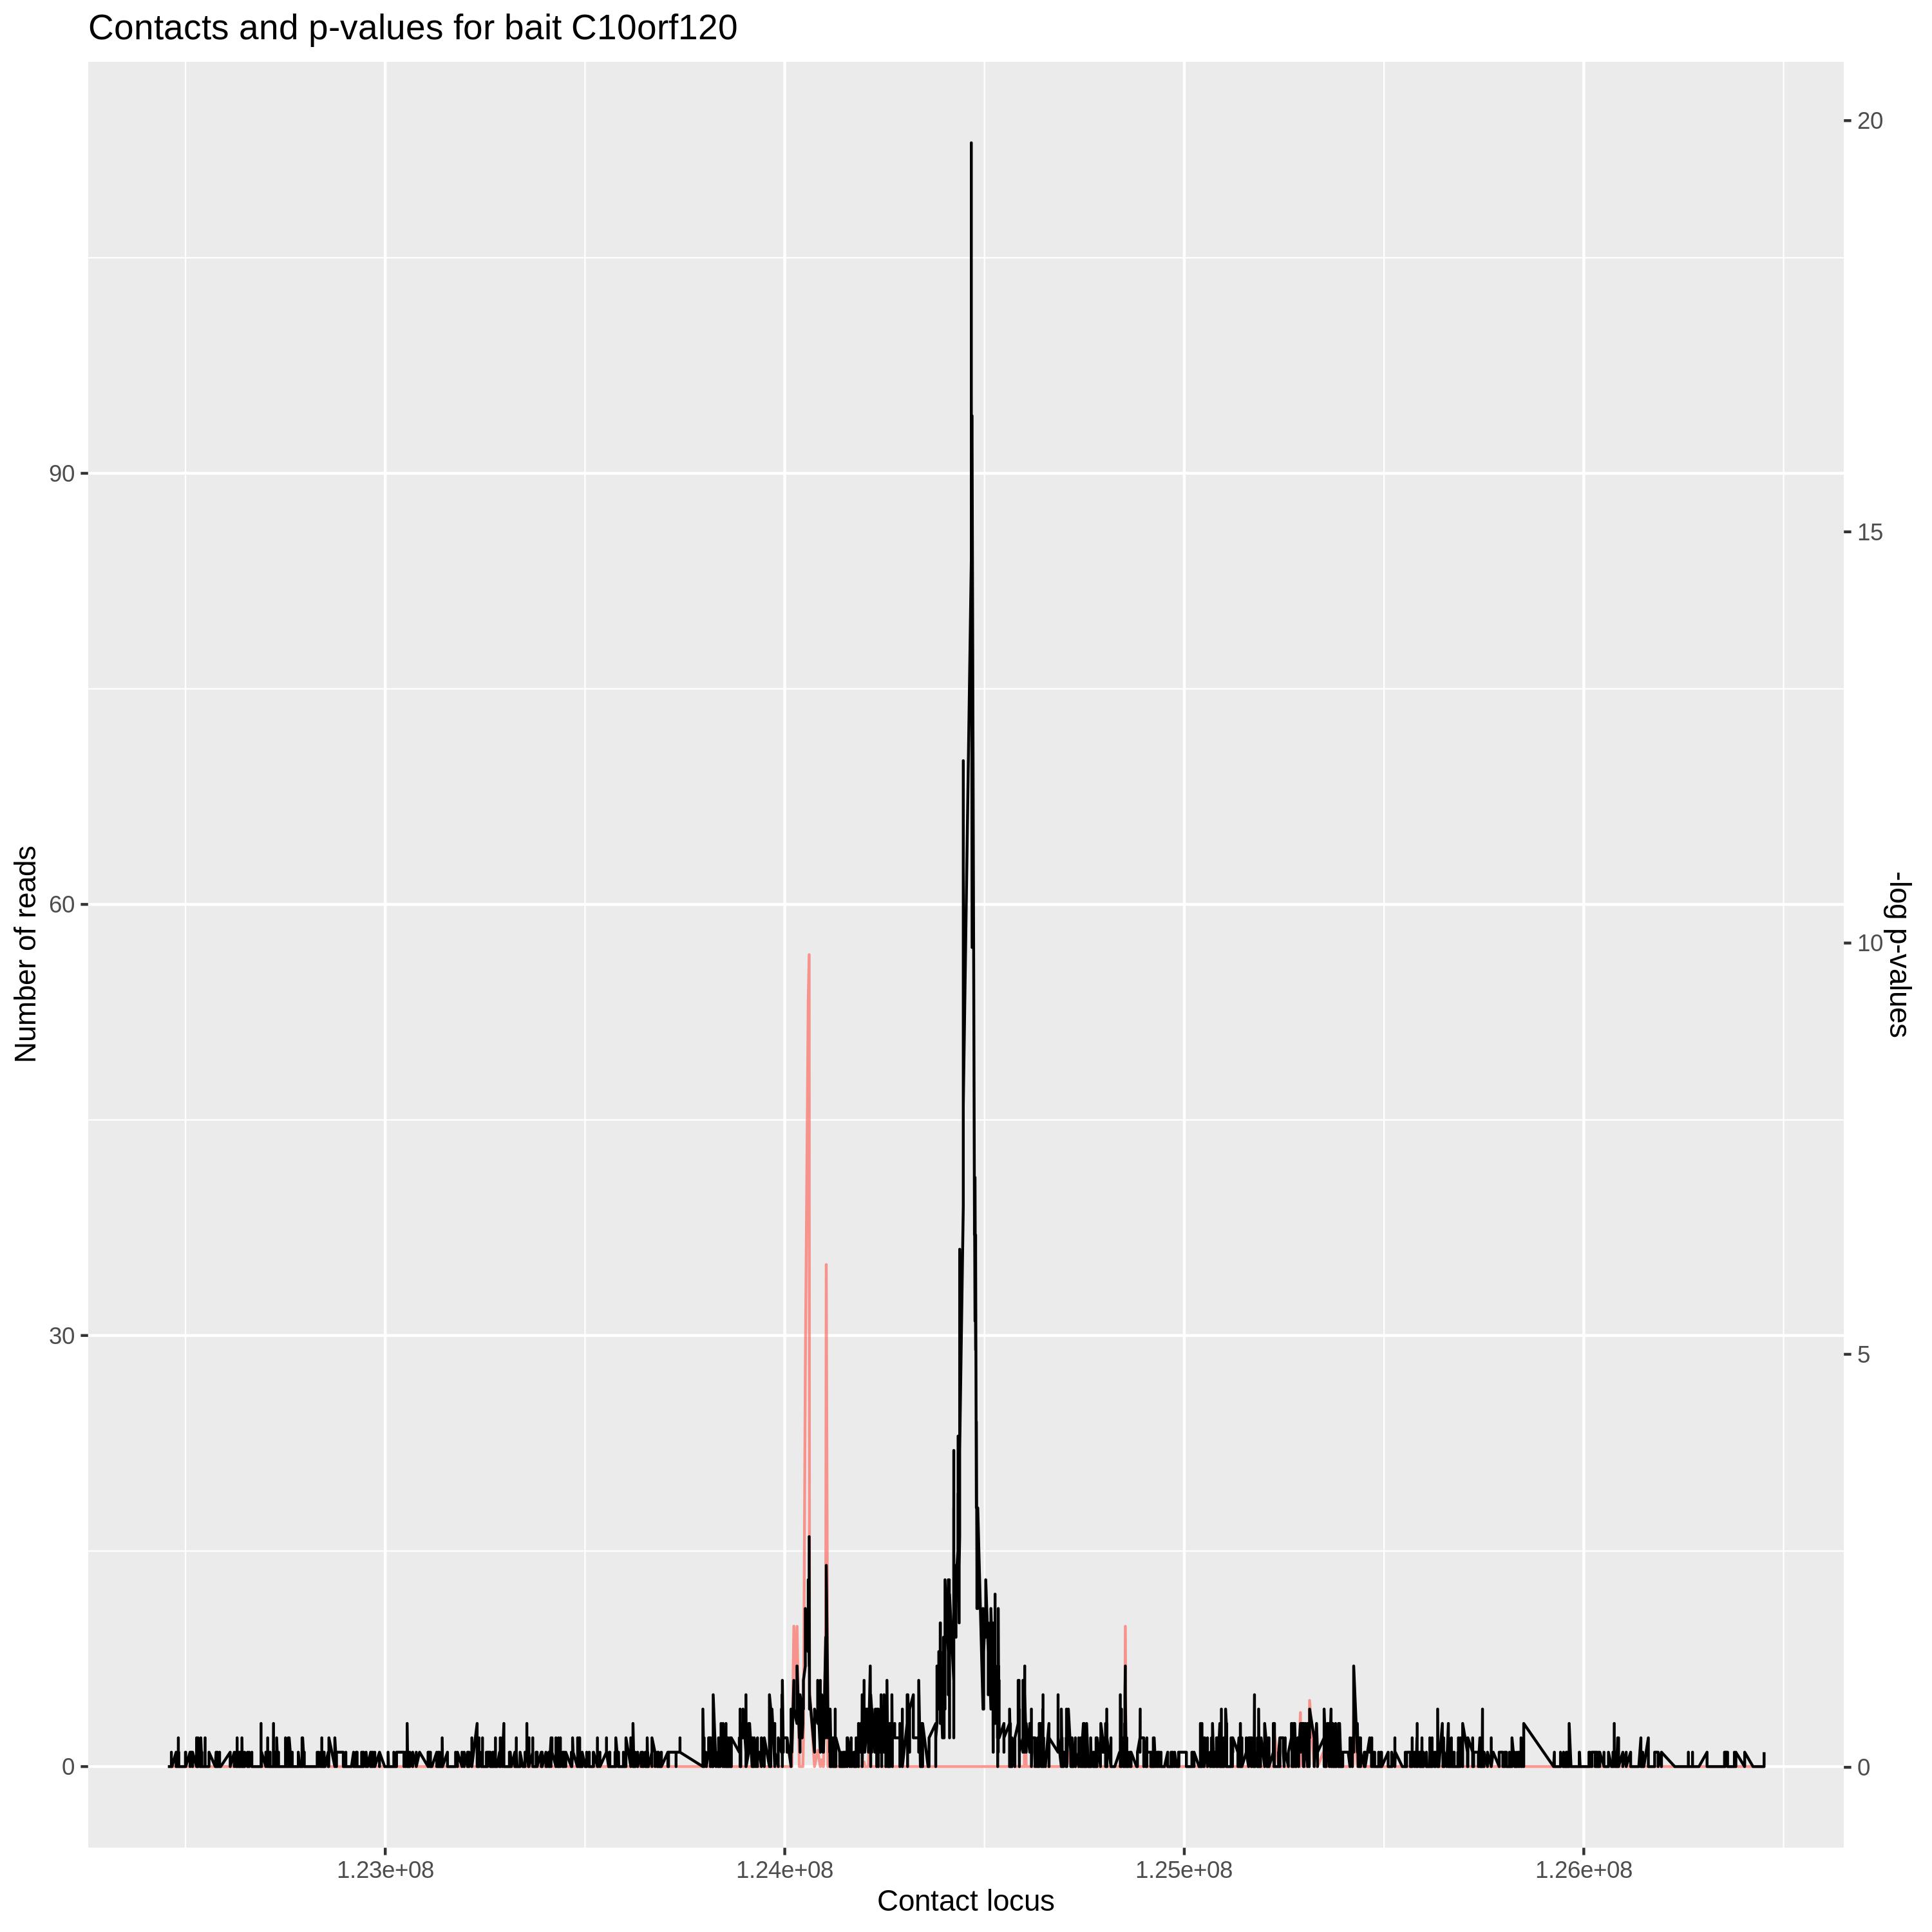 Contacts and p-values for bait C10orf120
Number of reads
90
60
30
0
20
15
10
5
0
-log p-values
1.23e+08
1.24e+08
1.25e+08
1.26e+08
Contact locus